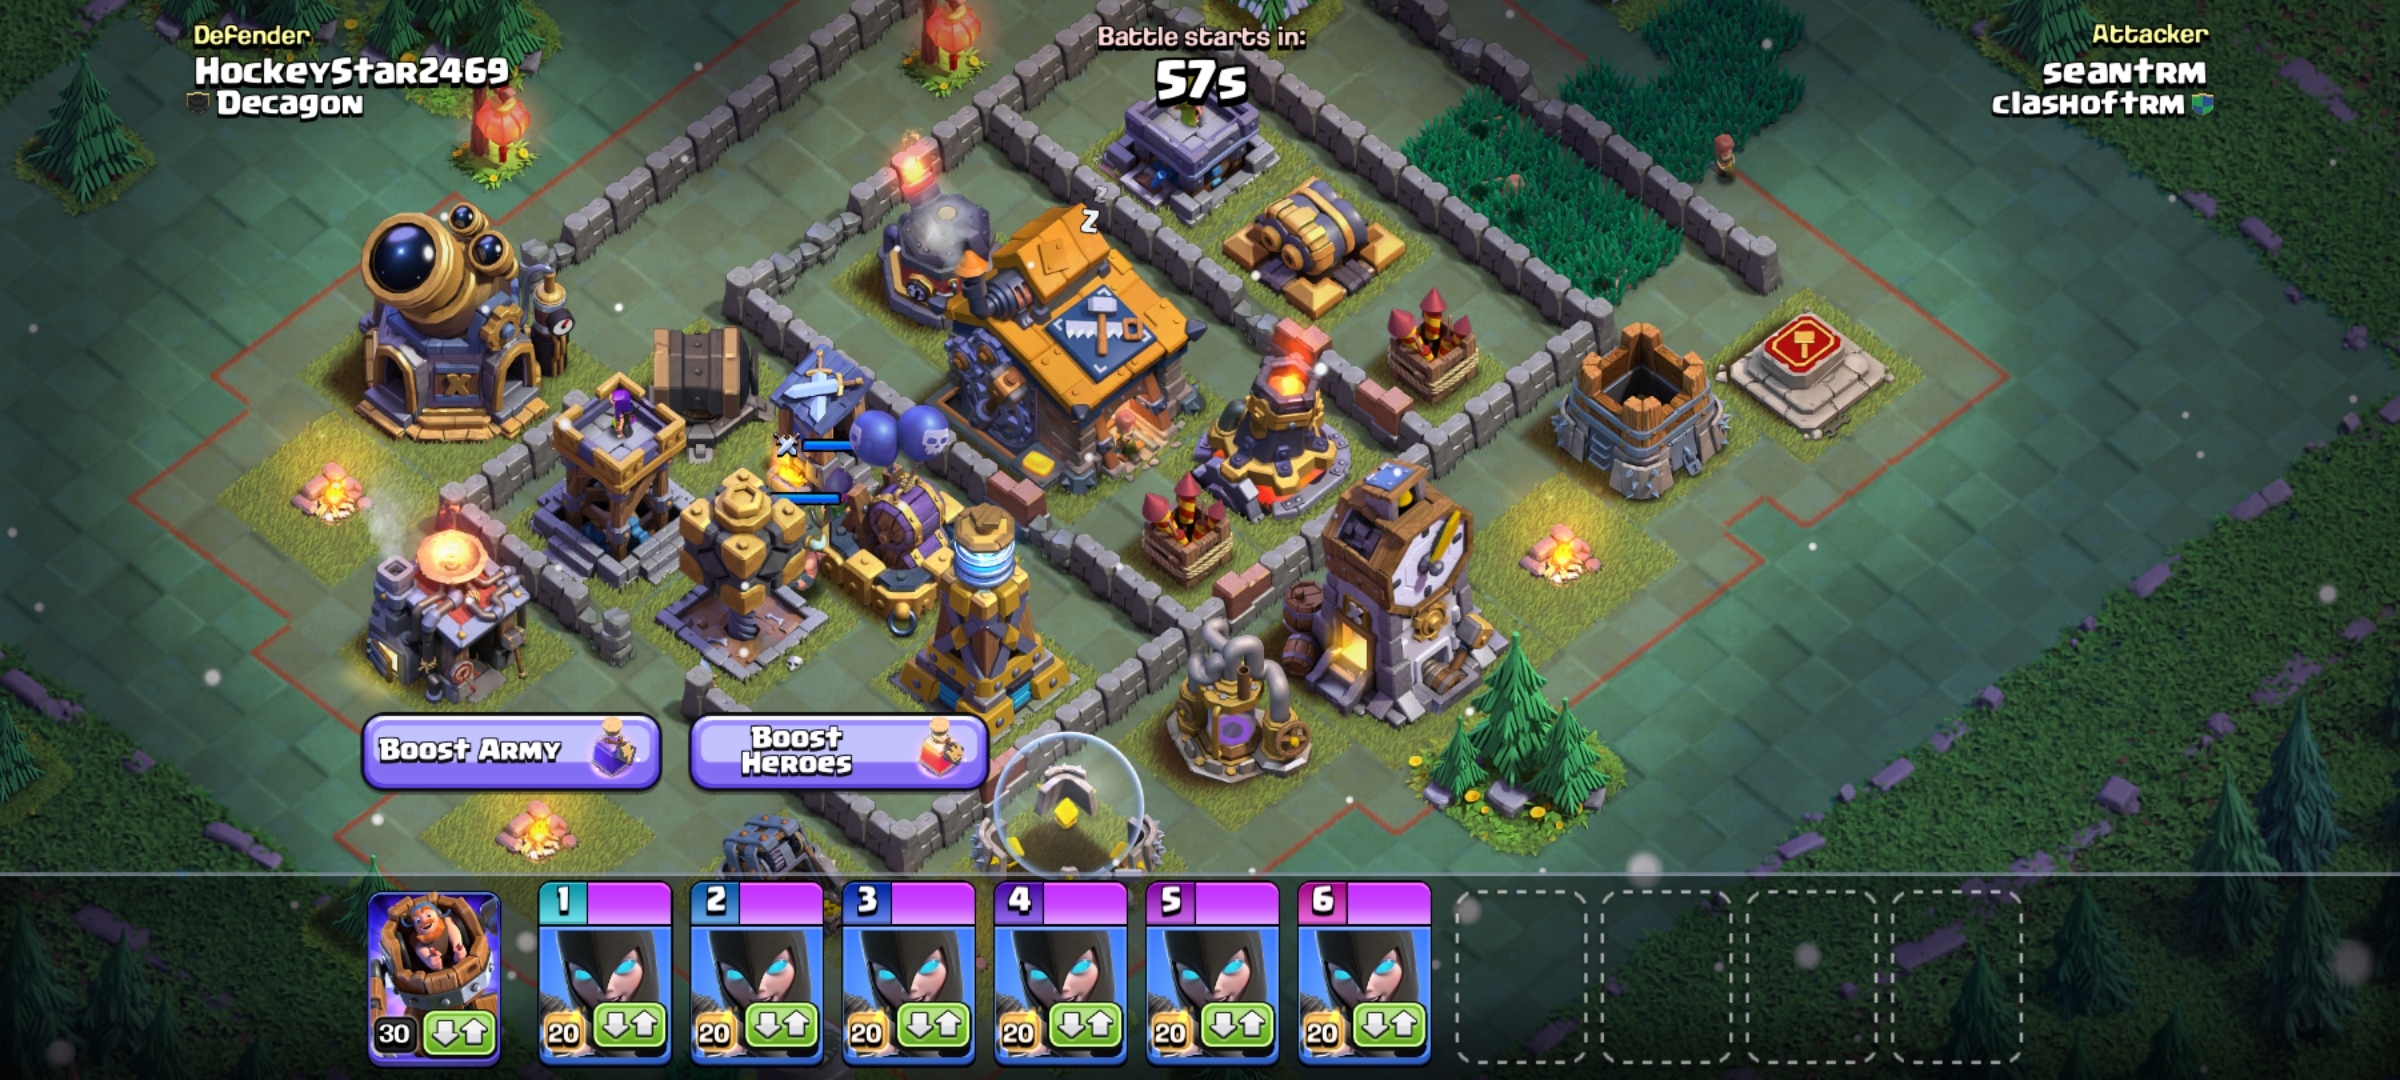 Defender
HockeyStar2469
Decagon
Battle starts in:
57s
Attacker
seantRM
clashoftRM
z
Z
Boost Army
Boost
Heroes
1 2 3 4 5 6
30 20 20 20 20 20 20